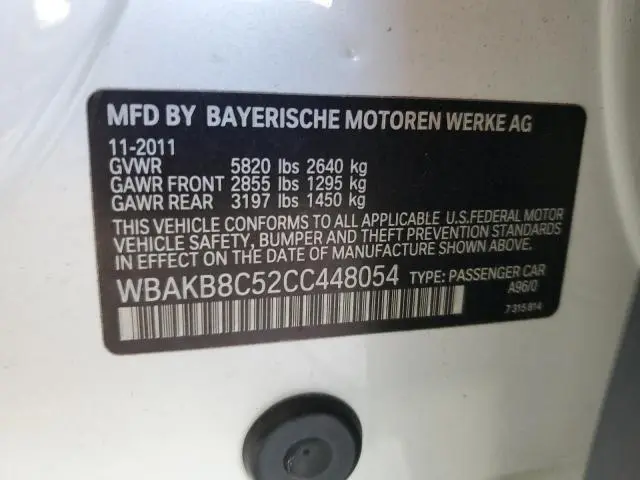 MFD BY BAYERISCHE MOTOREN WERKE AG
11-2011
GVWR 5820 lbs 2640 kg
GAWR FRONT 2855 lbs 1295 kg
GAWR REAR 3197 lbs 1450 kg
THIS VEHICLE CONFORMS TO ALL APPLICABLE U.S.FEDERAL MOTOR
VEHICLE SAFETY, BUMPER AND THEFT PREVENTION STANDARDS
IN EFFECT ON THE DATE OF MANUFACTURE SHOWN ABOVE.
WBAKB8C52CC448054 TYPE: PASSENGER CAR
A96/0
7 315 814